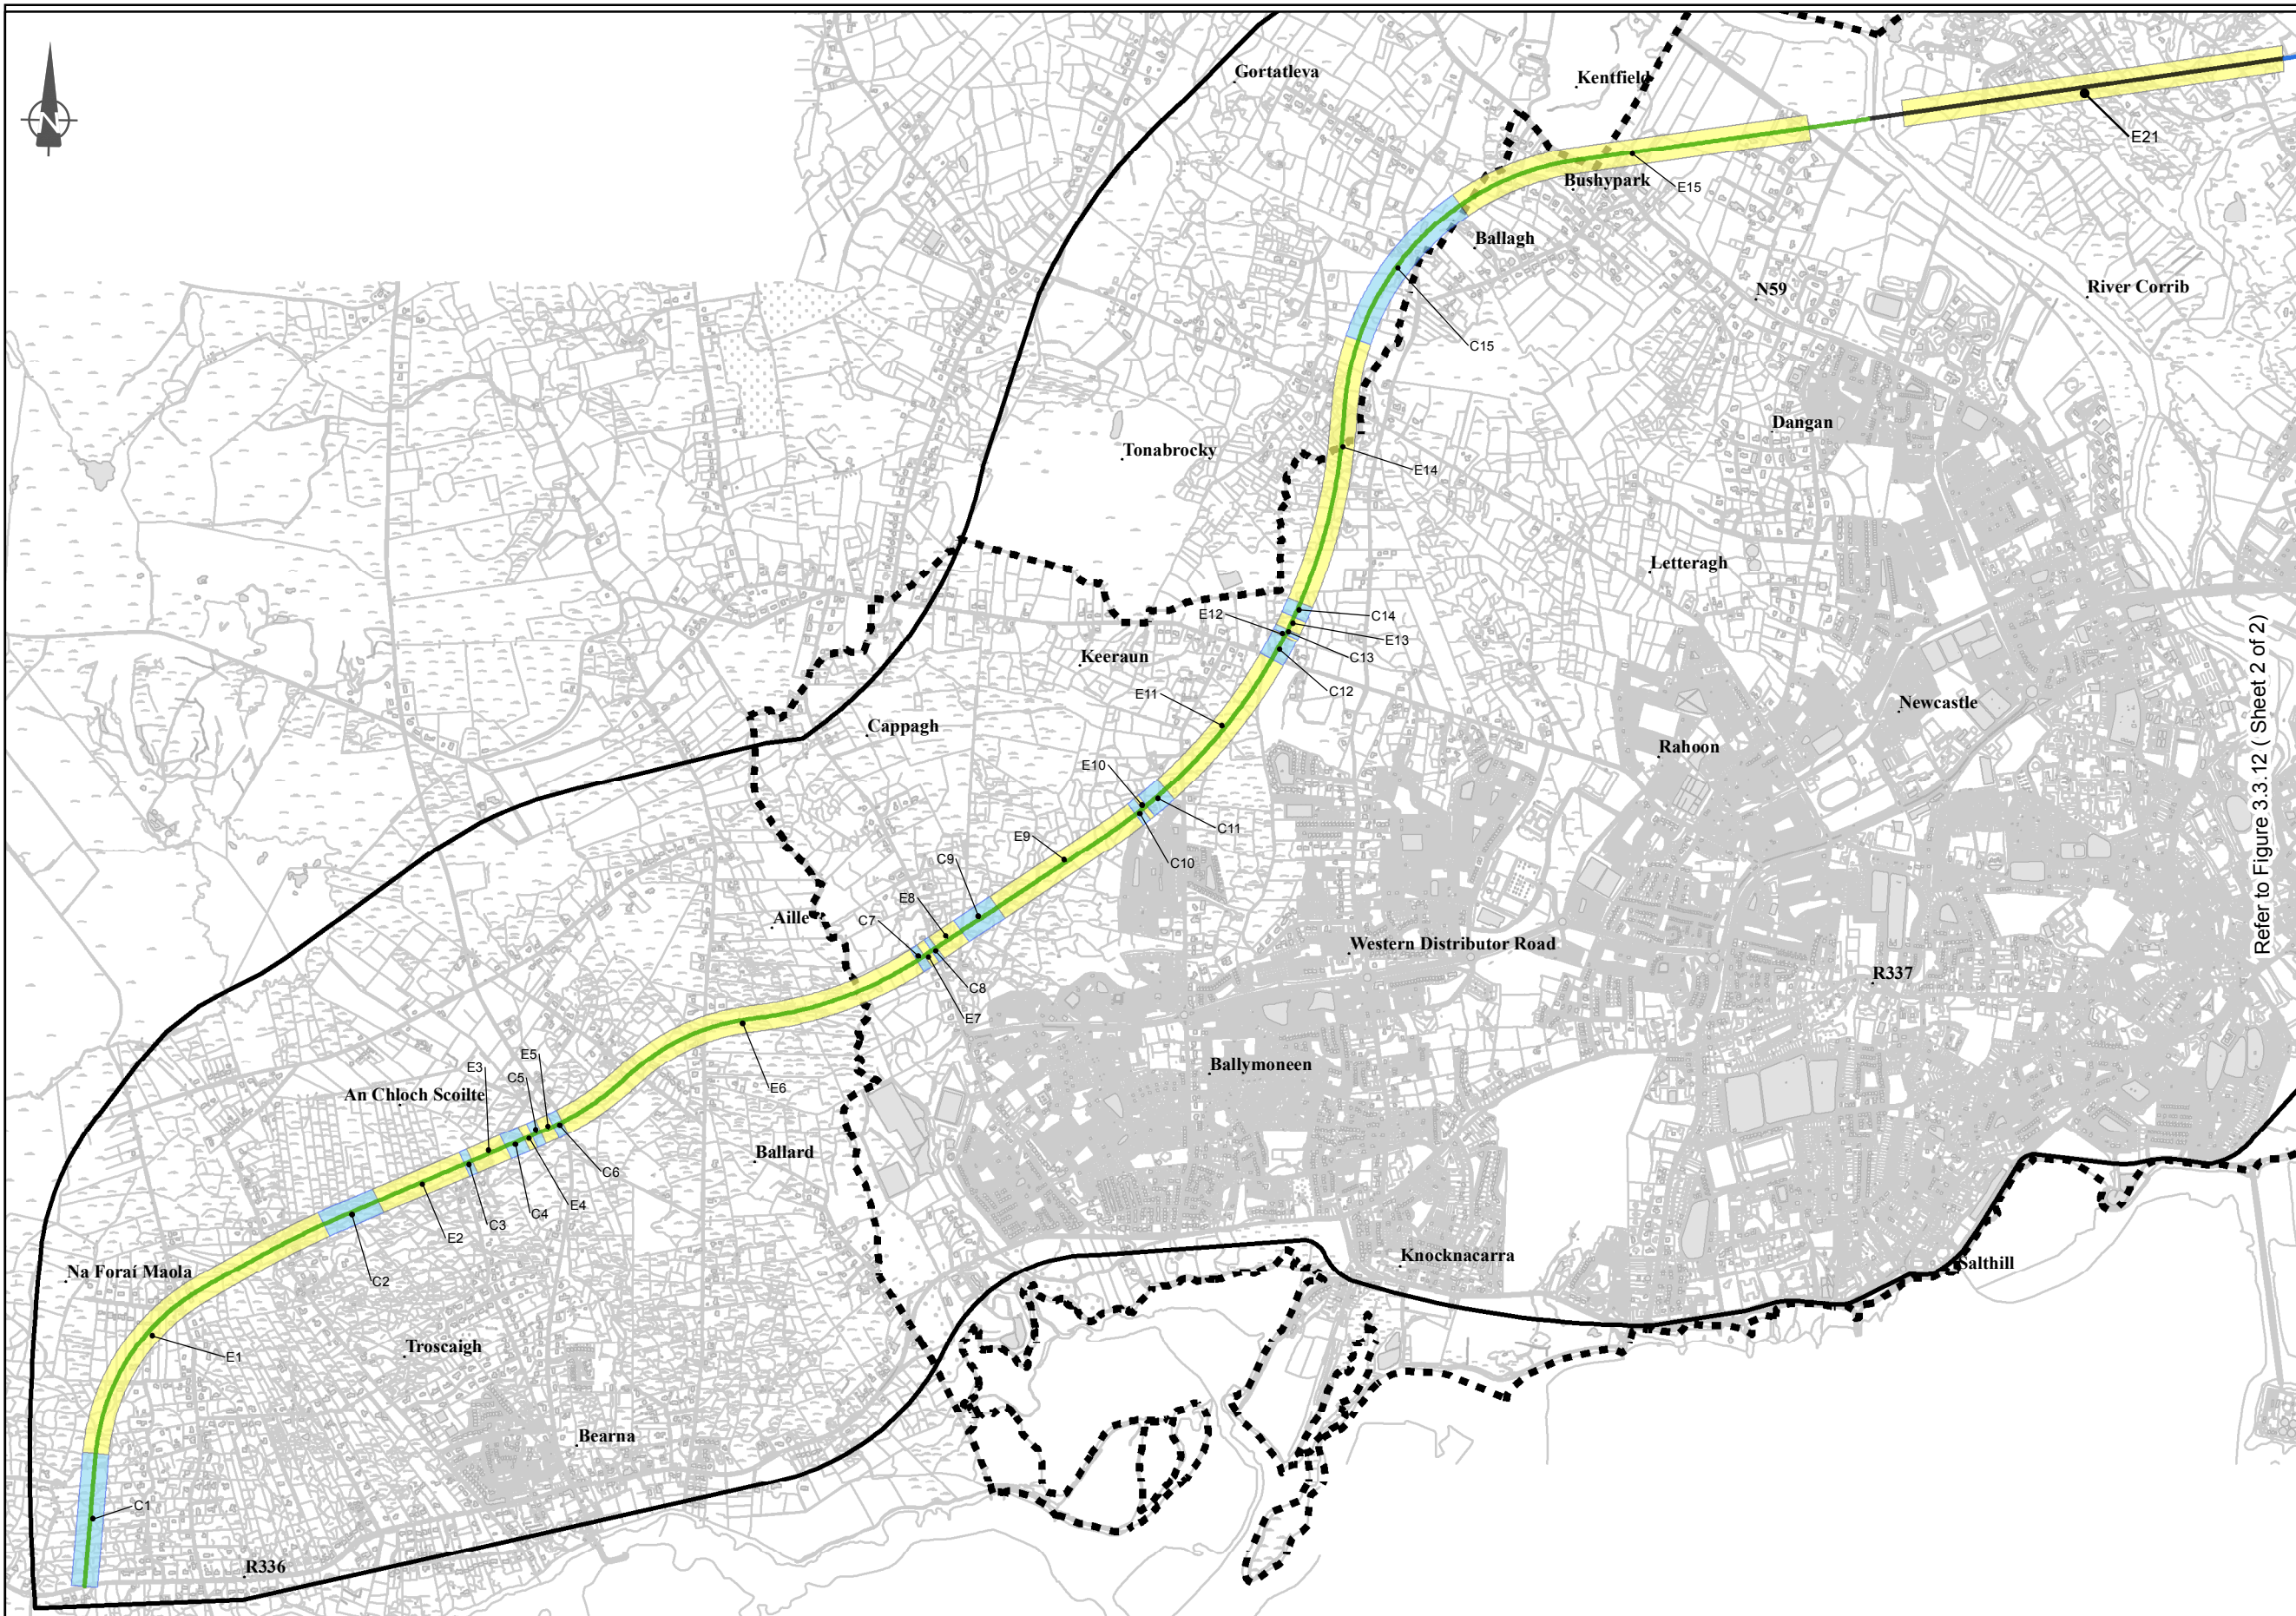 N
Gortatleva
Kentfield
E21
Bushypark
E15
Ballagh
N59
River Corrib
C15
Dangan
Tonabrocky
E14
Letteragh
E12
C14
E13
Keeraun
C13
C12
E11
Newcastle
Cappagh
Rahoon
E10
C11
E9
C10
C9
E8
Aille
C7
Western Distributor Road
R337
C8
E7
E5
E3
C5
Ballymoneen
E6
An Chloch Scoilte
Ballard
C6
E4
C4
C3
E2
Knocknacarra
Salthill
Na Foraí Maola
C2
Troscaigh
E1
Bearna
C1
R336
Refer to Figure 3.3.12 ( Sheet 2 of 2)